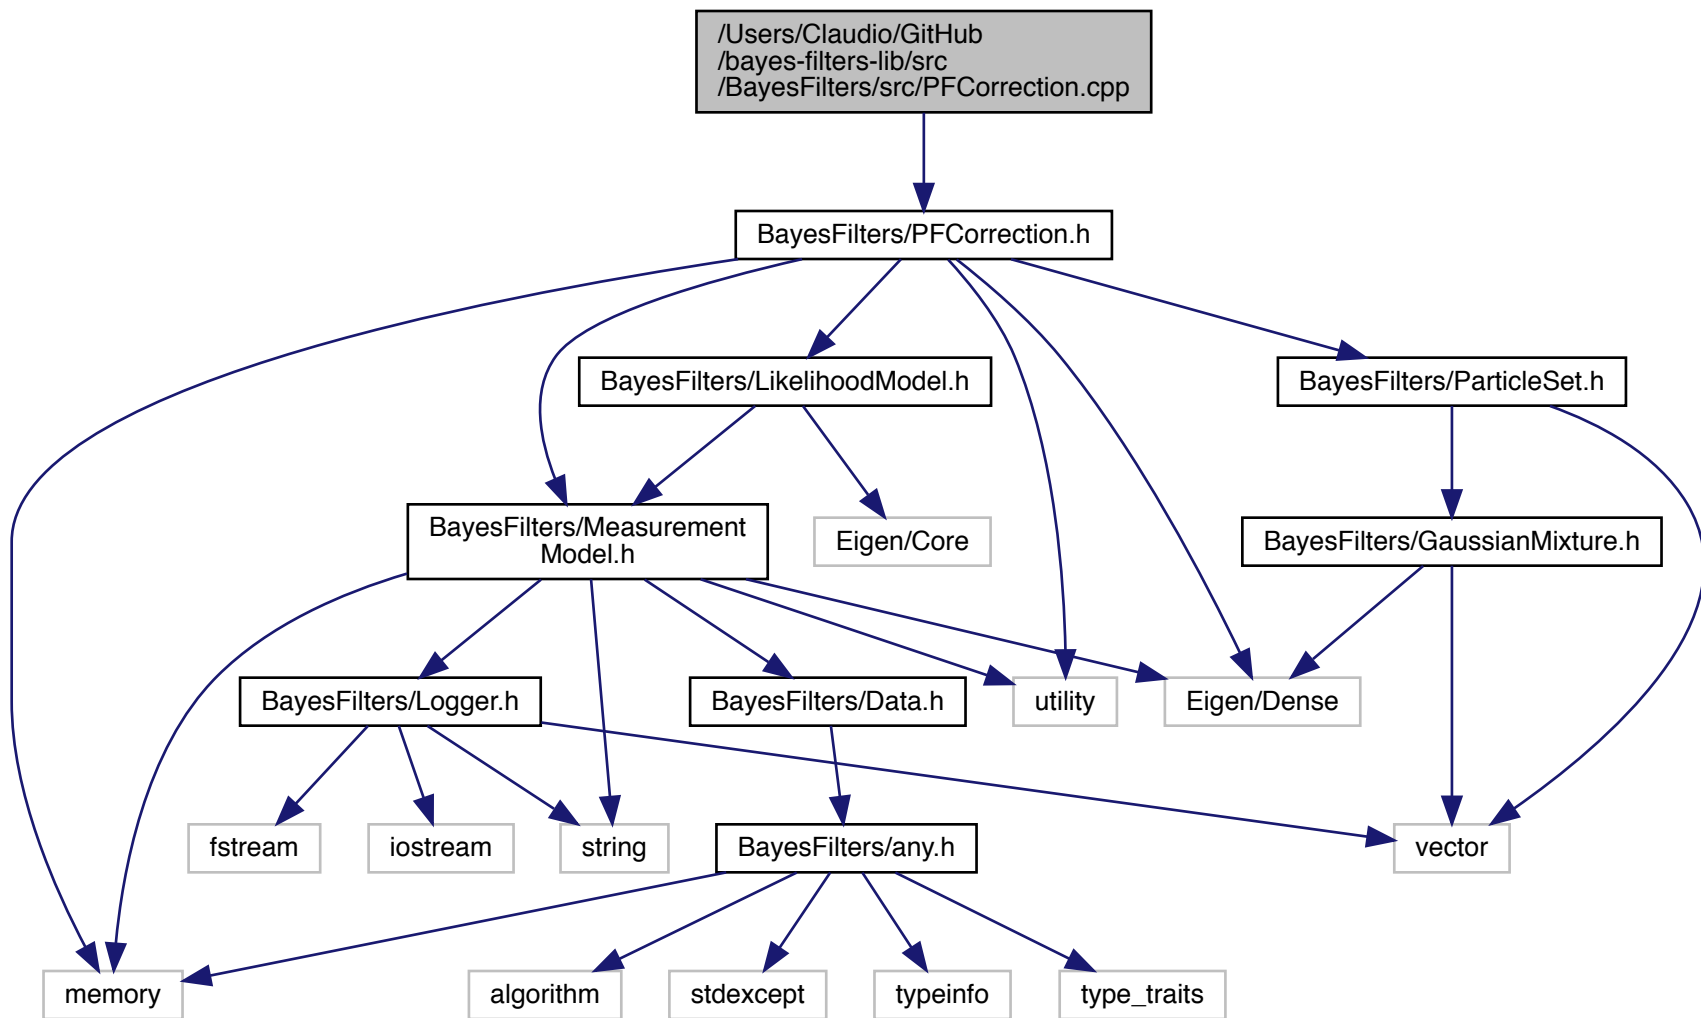 /Users/Claudio/GitHub
/bayes-filters-lib/src
/BayesFilters/src/PFCorrection.cpp
BayesFilters/PFCorrection.h
BayesFilters/LikelihoodModel.h
BayesFilters/ParticleSet.h
BayesFilters/Measurement
Model.h
Eigen/Core
BayesFilters/GaussianMixture.h
BayesFilters/Logger.h
BayesFilters/Data.h
utility
Eigen/Dense
fstream
iostream
string
BayesFilters/any.h
vector
memory
algorithm
stdexcept
typeinfo
type_traits